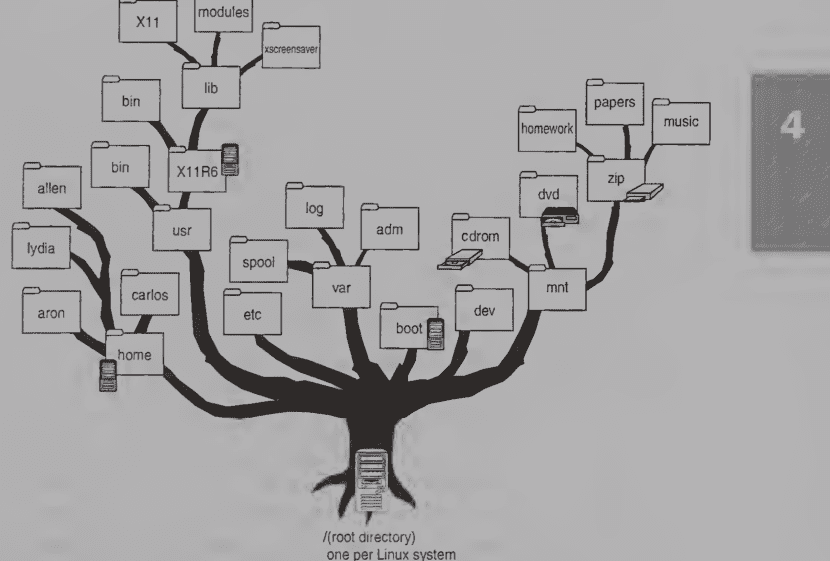 X11
modules
xscreensaver
lib
bin
papers
homework
music
4
bin
X11R6
zip
allen
dvd
log
usr
adm
lydia
cdrom
spool
var
mnt
aron
carlos
etc
dev
boot
home
/(root directory)
one per Linux system